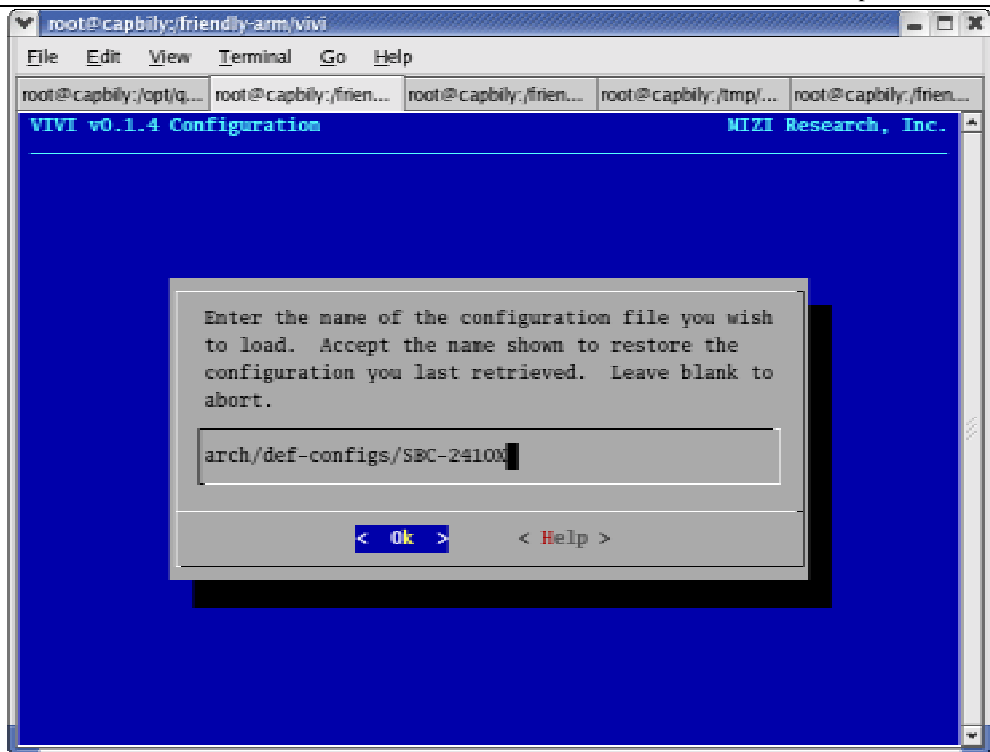 root@capbily:/friendly-arm/vivi
File Edit View Terminal Go Help
root@capbily:/opt/q... root@capbily:/frien... root@capbily:/frien... root@capbily:/tmp/... root@capbily:/frien...
VIVI v0.1.4 Configuration MIZI Research, Inc.
Enter the name of the configuration file you wish
to load. Accept the name shown to restore the
configuration you last retrieved. Leave blank to
abort.
arch/def-configs/SBC-2410X
< Ok > < Help >